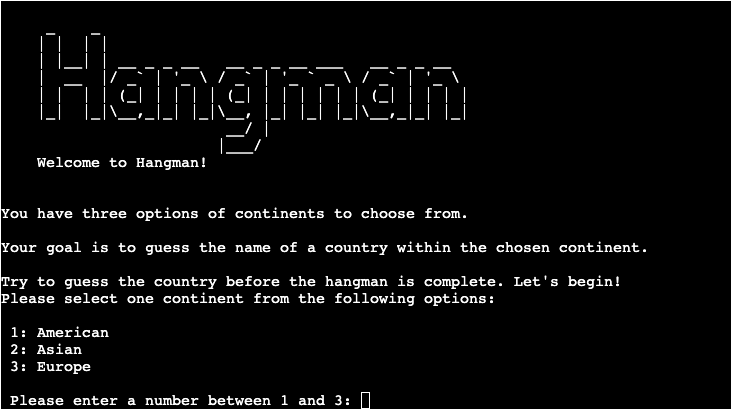 Hangman
Welcome to Hangman!
You have three options of continents to choose from.
Your goal is to guess the name of a country within the chosen continent.
Try to guess the country before the hangman is complete. Let's begin!
Please select one continent from the following options:
1: American
2: Asian
3: Europe
Please enter a number between 1 and 3: